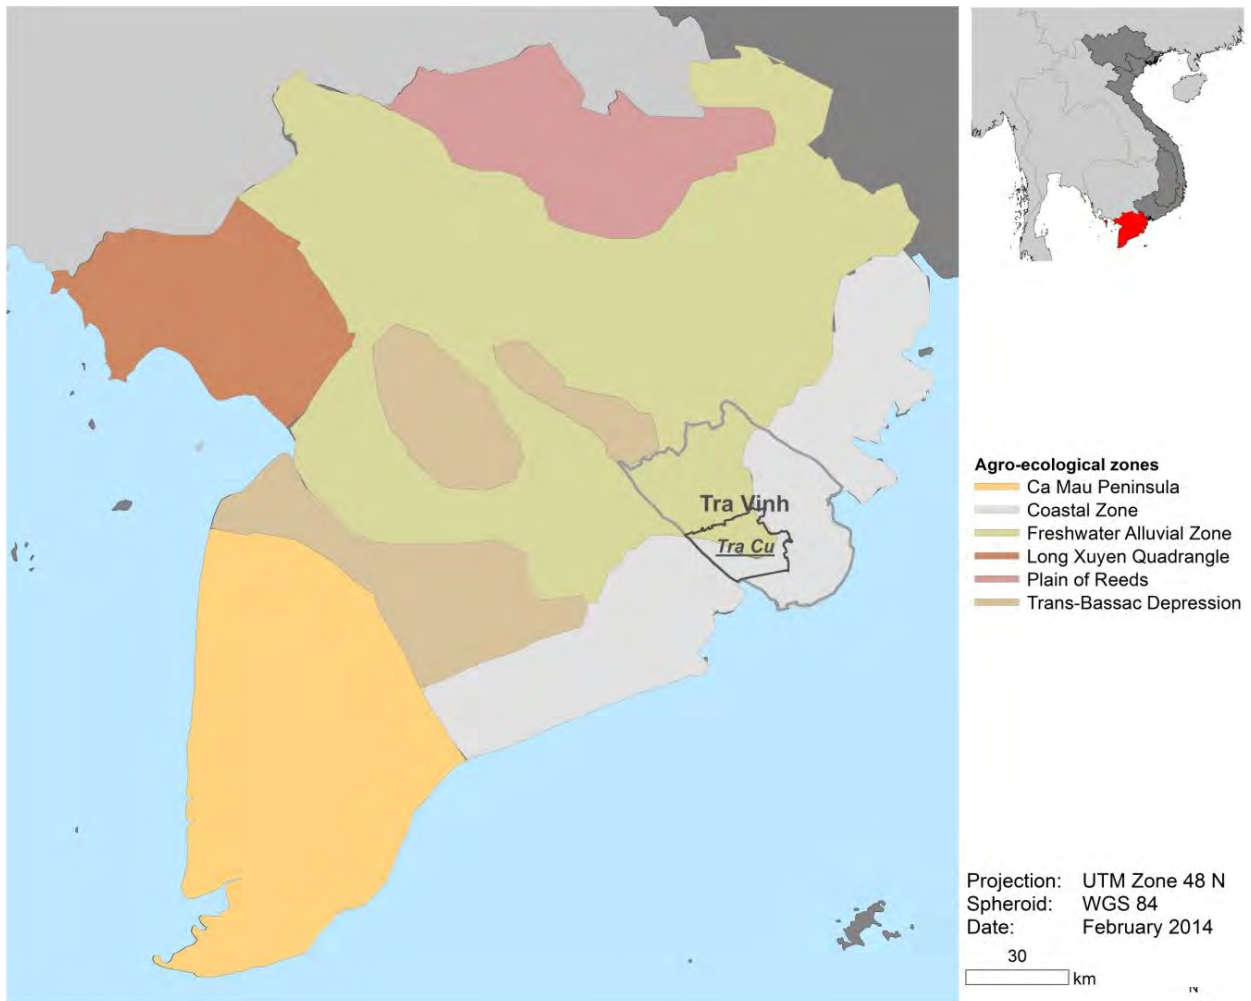 Tra Vinh
Tra Cu
Agro-ecological zones
Ca Mau Peninsula
Coastal Zone
Freshwater Alluvial Zone
Long Xuyen Quadrangle
Plain of Reeds
Trans-Bassac Depression
Projection: UTM Zone 48 N
Spheroid: WGS 84
Date: February 2014
30
km
N